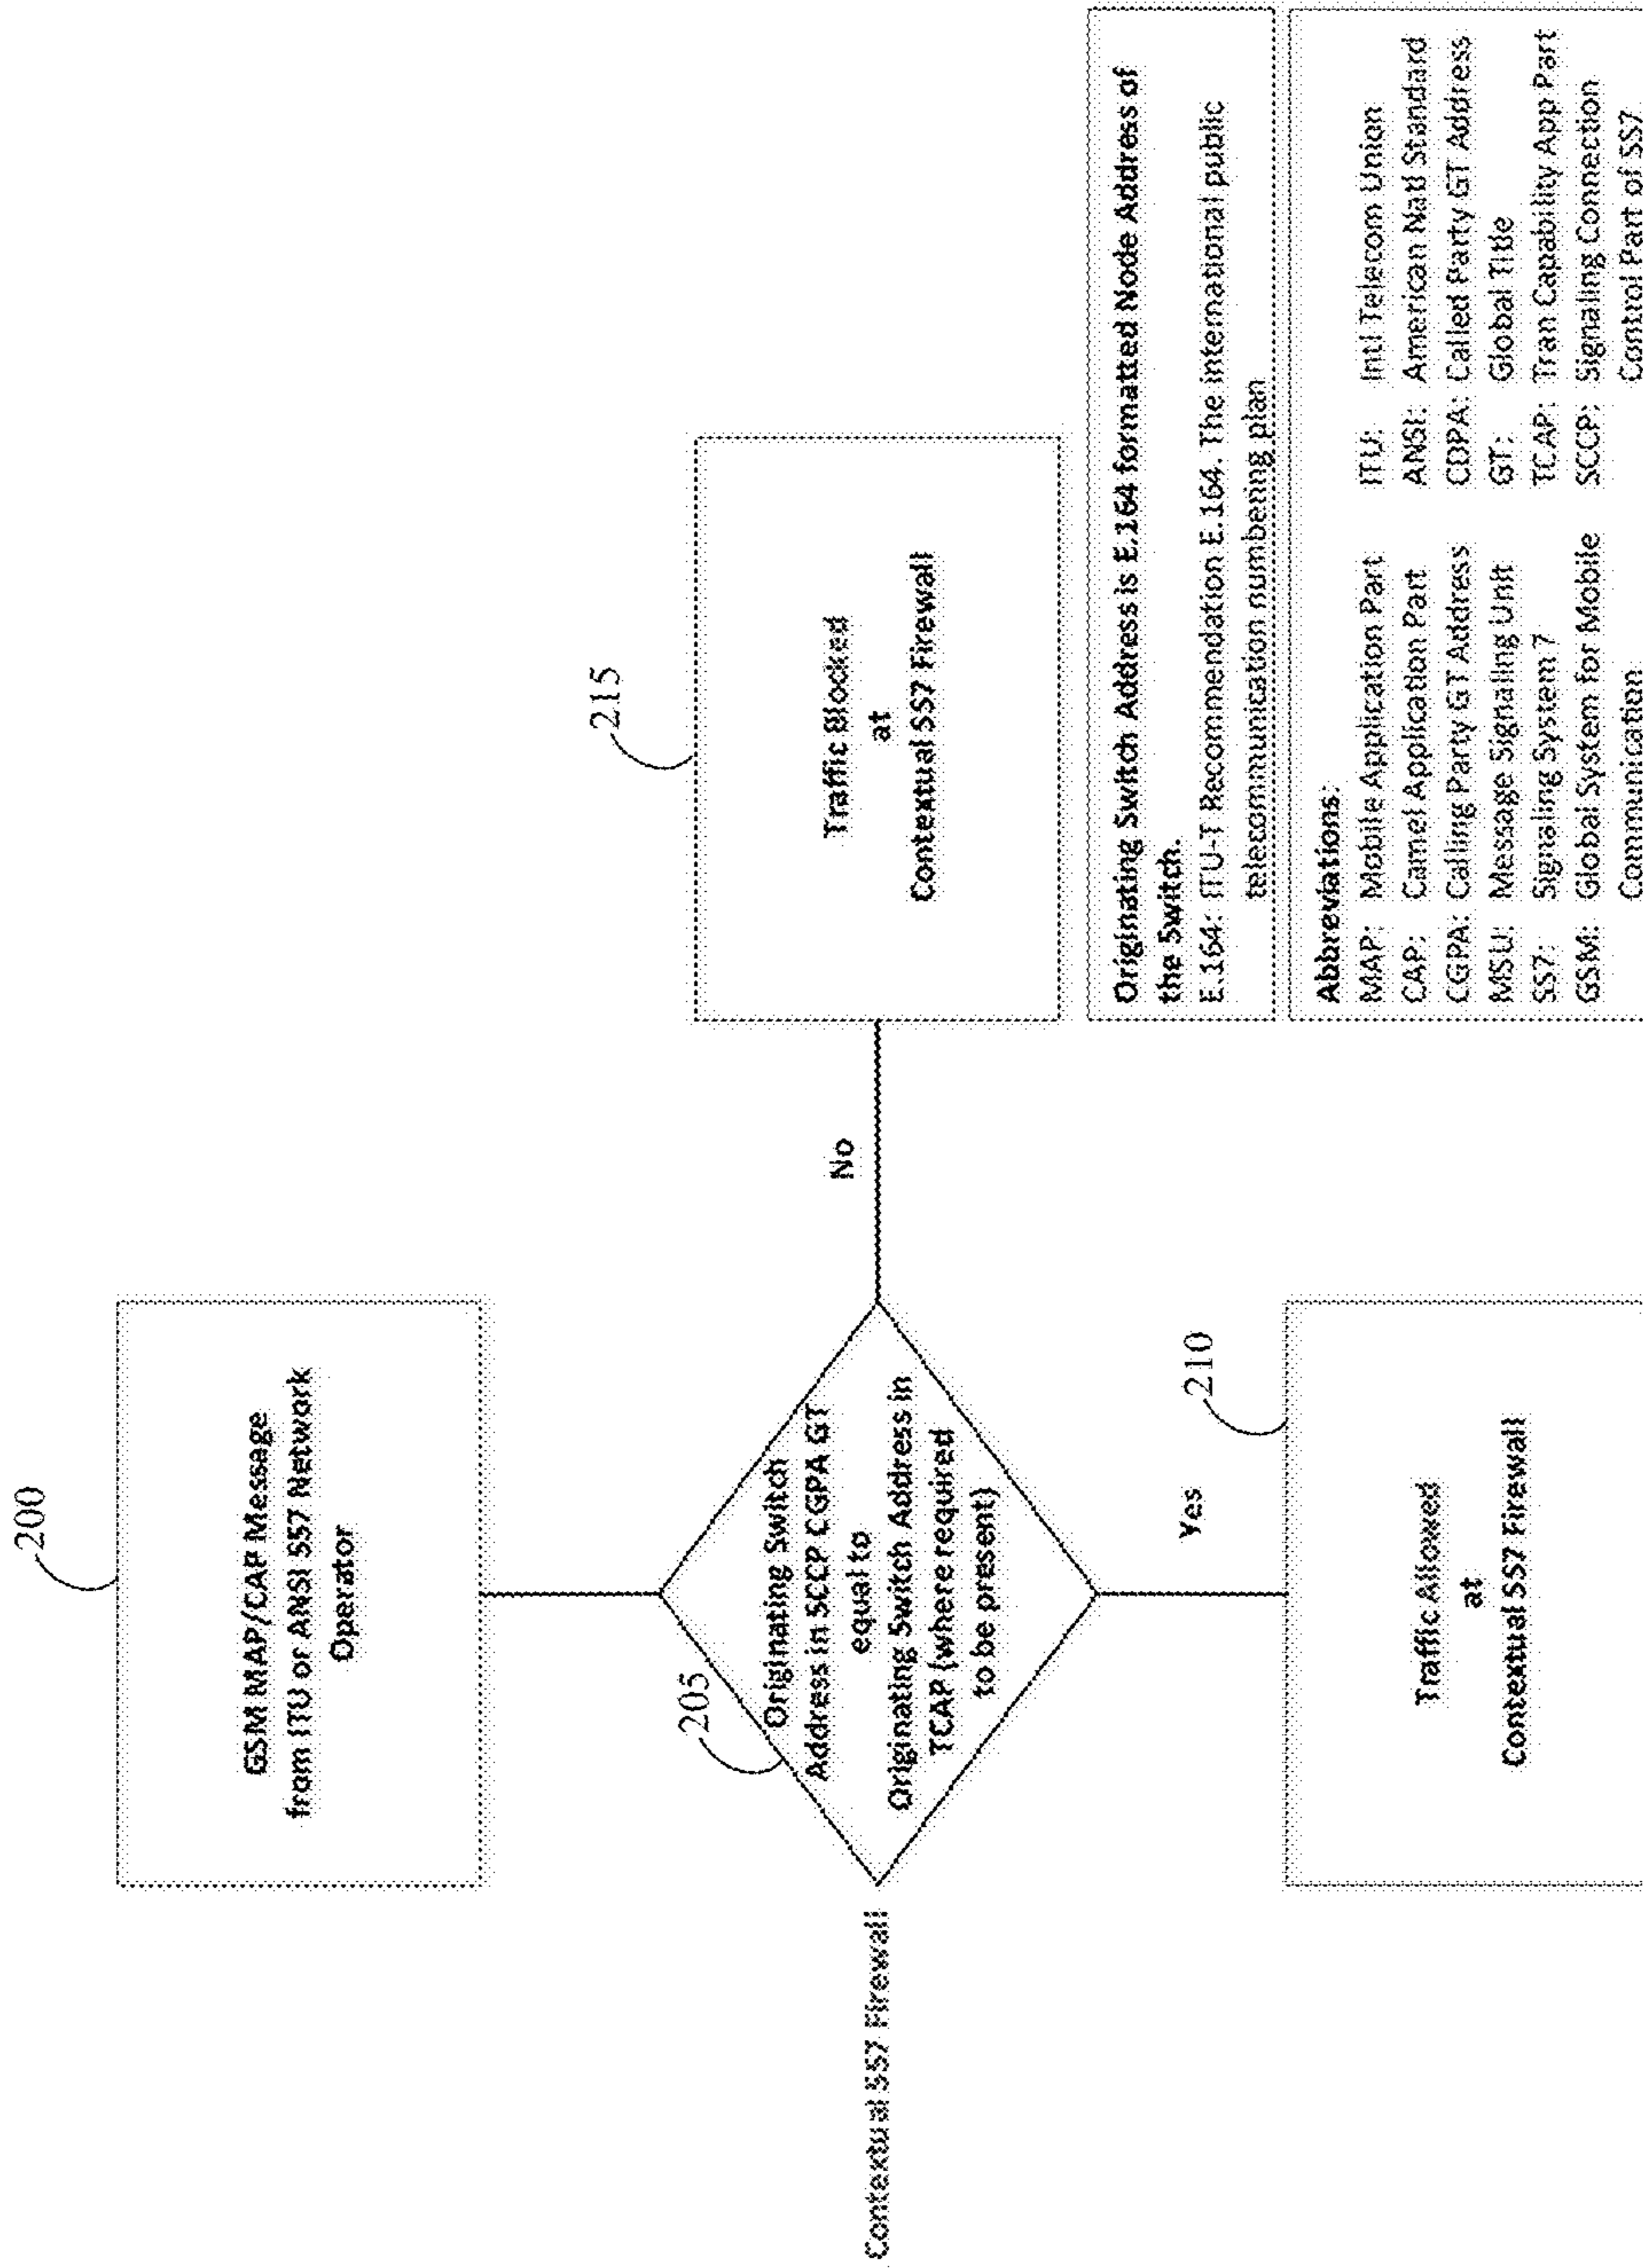 200
GSM MAP/CAP Message
from ITU or ANSI SS7 Network
Operator
Contextual SS7 Firewall
205
Originating Switch
Address in SCCP CGPA GT
equal to
Originating Switch Address in
TCAP (where required
to be present)
No
215
Traffic Blocked
at
Contextual SS7 Firewall
Yes
210
Traffic Allowed
at
Contextual SS7 Firewall
Originating Switch Address is E.164 formatted Node Address of
the Switch.
E.164: ITU-T Recommendation E.164. The international public
telecommunication numbering plan
Abbreviations:
MAP: Mobile Application Part
CAP: Camel Application Part
CGPA: Calling Party GT Address
MSU: Message Signaling Unit
SS7: Signaling System 7
GSM: Global System for Mobile
Communication
ITU: Intl Telecom Union
ANSI: American Natl Standard
CDPA: Called Party GT Address
GT: Global Title
TCAP: Tran Capability App Part
SCCP: Signaling Connection
Control Part of SS7